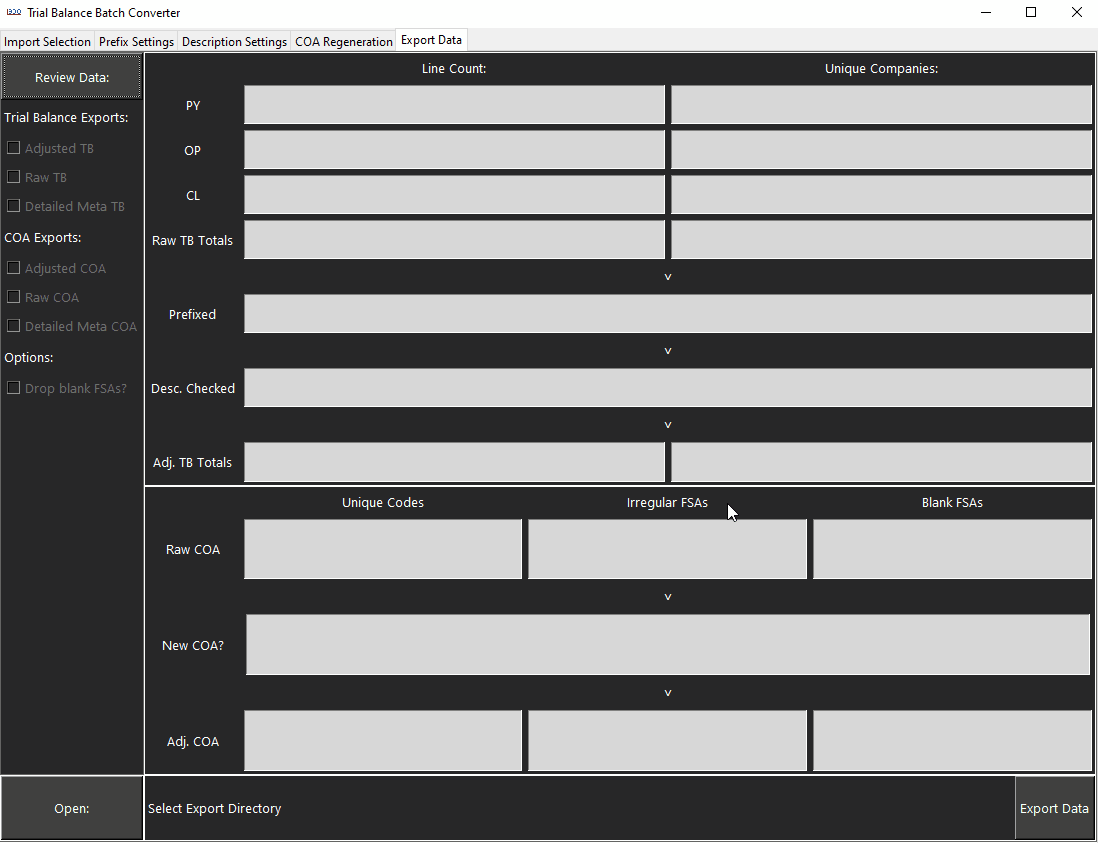 Trial Balance Batch Converter
Import Selection Prefix Settings Description Settings COA Regeneration Export Data
Review Data:
Trial Balance Exports:
Adjusted TB
Raw TB
Detailed Meta TB
COA Exports:
Adjusted COA
Raw COA
Detailed Meta COA
Options:
Drop blank FSAs?
Line Count: Unique Companies:
PY
OP
CL
Raw TB Totals
v
Prefixed
v
Desc. Checked
v
Adj. TB Totals
Unique Codes Irregular FSAs Blank FSAs
Raw COA
v
New COA?
v
Adj. COA
Open: Select Export Directory Export Data